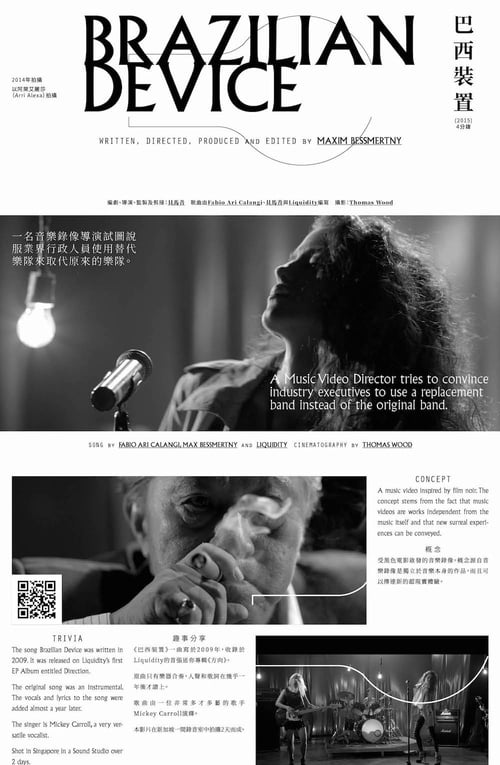 BRAZILIAN
DEVICE
巴西裝置
(2015)
4分鐘
2014年拍攝
以阿萊艾麗莎
(Arri Alexa)拍攝
WRITTEN, DIRECTED, PRODUCED AND EDITED BY MAXIM BESSMERTNY
編劇、導演、監製及剪接：貝馬音 歌曲由Fabio Ari Calangi、貝馬音與Liquidity編寫 攝影：Thomas Wood
一名音樂錄像導演試圖說
服業界行政人員使用替代
樂隊來取代原來的樂隊。
A Music Video Director tries to convince
industry executives to use a replacement
band instead of the original band.
SONG BY FABIO ARI CALANGI, MAX BESSMERTNY AND LIQUIDITY CINEMATOGRAPHY BY THOMAS WOOD
CONCEPT
A music video inspired by film noir. The
concept stems from the fact that music
videos are works independent from the
music itself and that new surreal experi-
ences can be conveyed.
概念
受黑色電影啟發的音樂錄像。概念源自音
樂錄像是獨立於音樂本身的作品，而且可
以傳達新的超現實體驗。
TRIVIA
The song Brazilian Device was written in
2009. It was released on Liquidity's first
EP Album entitled Direction.
The original song was an instrumental.
The vocals and lyrics to the song were
added almost a year later.
The singer is Mickey Carroll, a very ver-
satile vocalist.
Shot in Singapore in a Sound Studio over
2 days.
趣事分享
《巴西裝置》一曲寫於2009年，收錄於
Liquidity的首張迷你專輯《方向》。
原曲只有樂器合奏，人聲和歌詞在幾乎一
年後才譜上。
歌曲由一位非常多才多藝的歌手
Mickey Carroll演繹。
本影片在新加坡一間錄音室中拍攝2天而成。